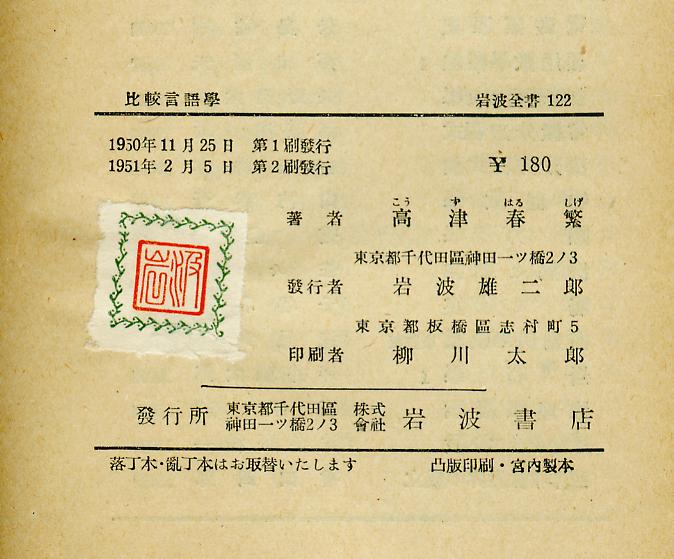 比較言語學 岩波全書 122
1950年11月25日 第1刷發行
1951年2月5日 第2刷發行 ¥ 180
こう す はる しげ
著者 高津春繁
東京都千代田區神田一ツ橋2ノ3
發行者 岩波雄二郎
東京都板橋區志村町5
印刷者 柳川太郎
發行所 東京都千代田區神田一ツ橋2ノ3 株式會社 岩波書店
落丁本・亂丁本はお取替いたします 凸版印刷・宮內製本
岩波